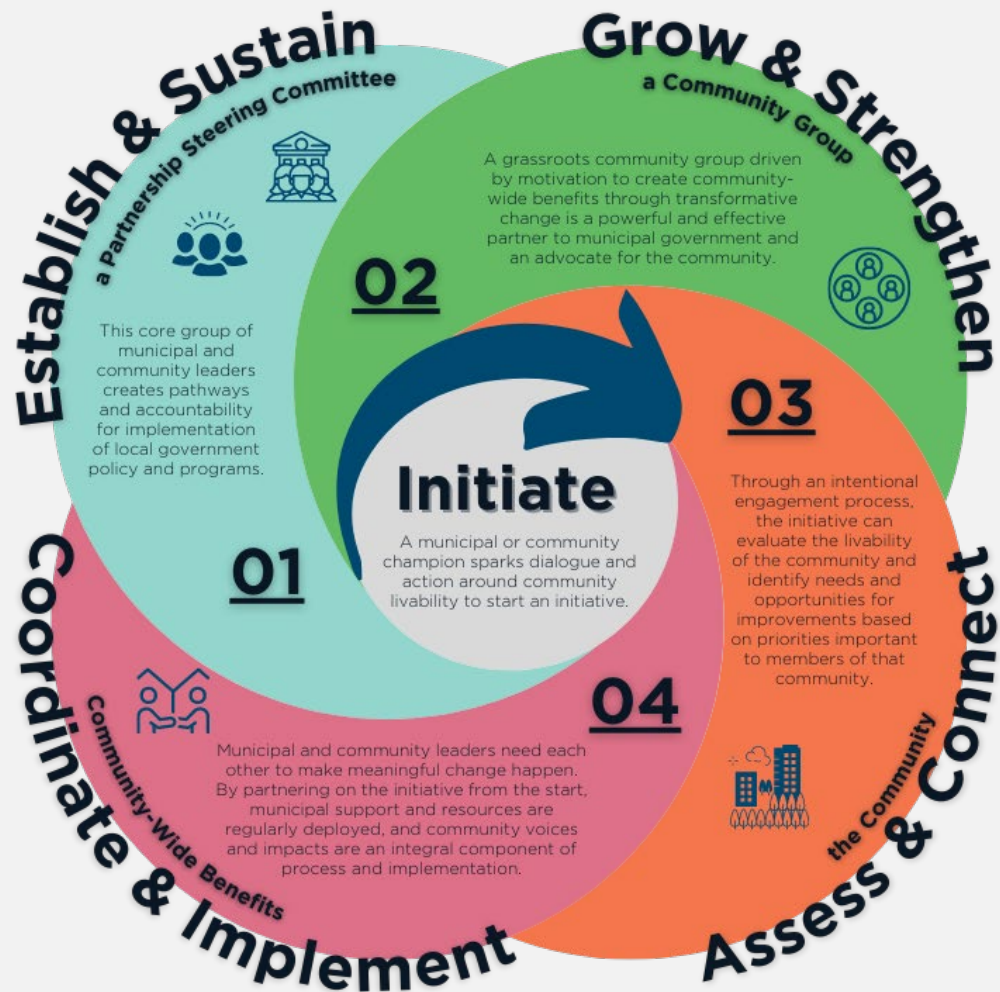 Initiate
A municipal or community
champion sparks dialogue and
action around community
livability to start an initiative.
Establish & Sustain
a Partnership Steering Committee
This core group of
municipal and
community leaders
creates pathways
and accountability
for implementation
of local government
policy and programs.
01
Grow & Strengthen
a Community Group
A grassroots community group driven
by motivation to create community-
wide benefits through transformative
change is a powerful and effective
partner to municipal government and
an advocate for the community.
02
03
Through an intentional
engagement process,
the initiative can
evaluate the livability
of the community and
identify needs and
opportunities for
improvements based
on priorities important
to members of that
community.
Assess & Connect
the Community
04
Municipal and community leaders need each
other to make meaningful change happen.
By partnering on the initiative from the start,
municipal support and resources are
regularly deployed, and community voices
and impacts are an integral component of
process and implementation.
Coordinate & Implement
Community-Wide Benefits